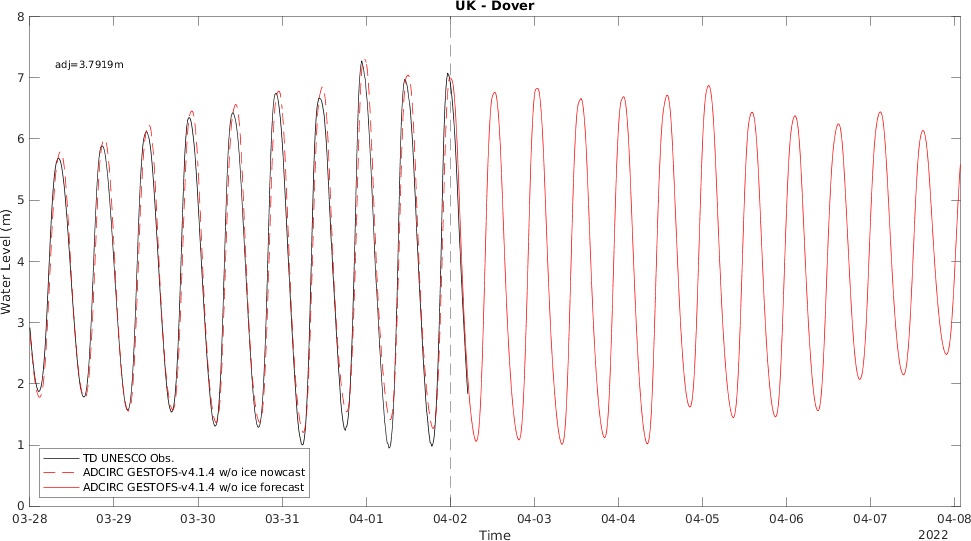 UK - Dover
8
adj=3.7919m
7
6
5
4
3
2
1
0
Water Level (m)
TD UNESCO Obs.
ADCIRC GESTOFS-v4.1.4 w/o ice nowcast
ADCIRC GESTOFS-v4.1.4 w/o ice forecast
03-28 03-29 03-30 03-31 04-01 04-02 04-03 04-04 04-05 04-06 04-07 04-08
Time
2022